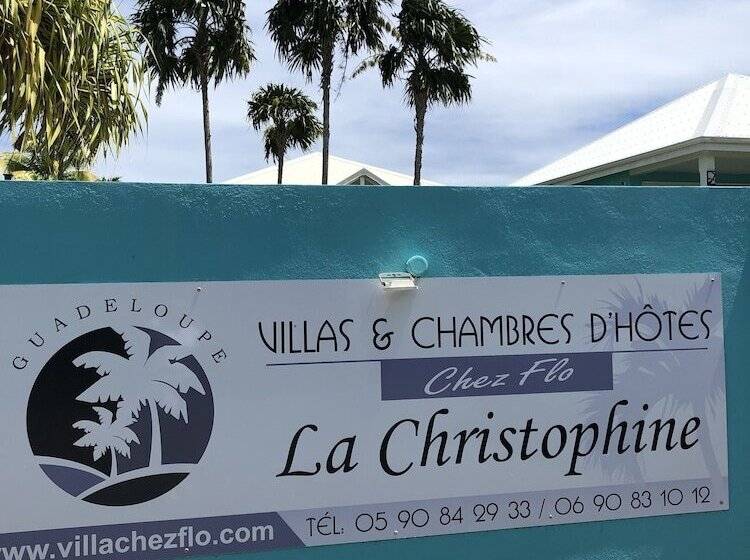 GUADELOUPE
VILLAS & CHAMBRES D'HÔTES
Chez Flo
La Christophine
TÉL: 05 90 84 29 33 / 06 90 83 10 12
www.villachezflo.com